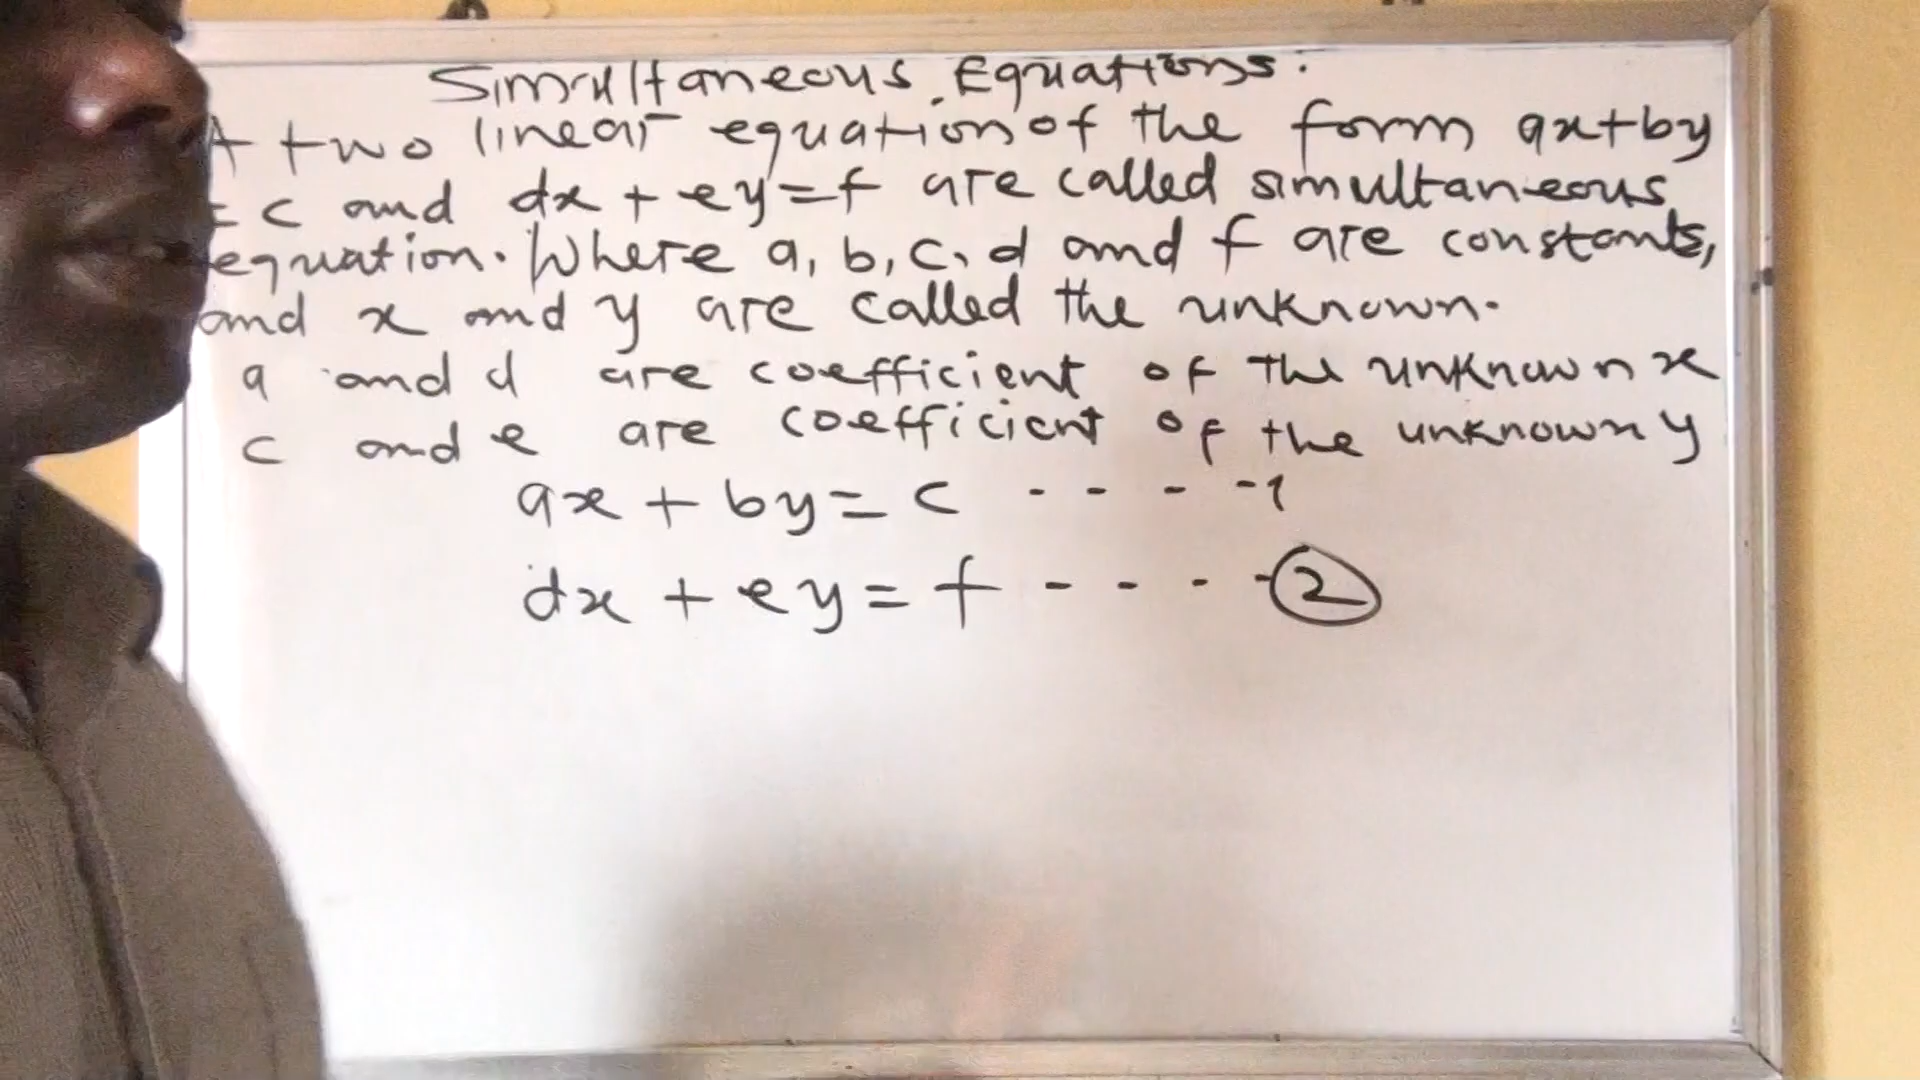 Simultaneous Equations.
A two linear equation of the form ax+by
= c and dx + ey = f are called simultaneous
equation. Where a, b, c, d and f are constants,
and x and y are called the unknown.
a and d are coefficient of the unknown x
c and e are coefficient of the unknown y
ax + by = c - - - - 1
dx + ey = f - - - - 2